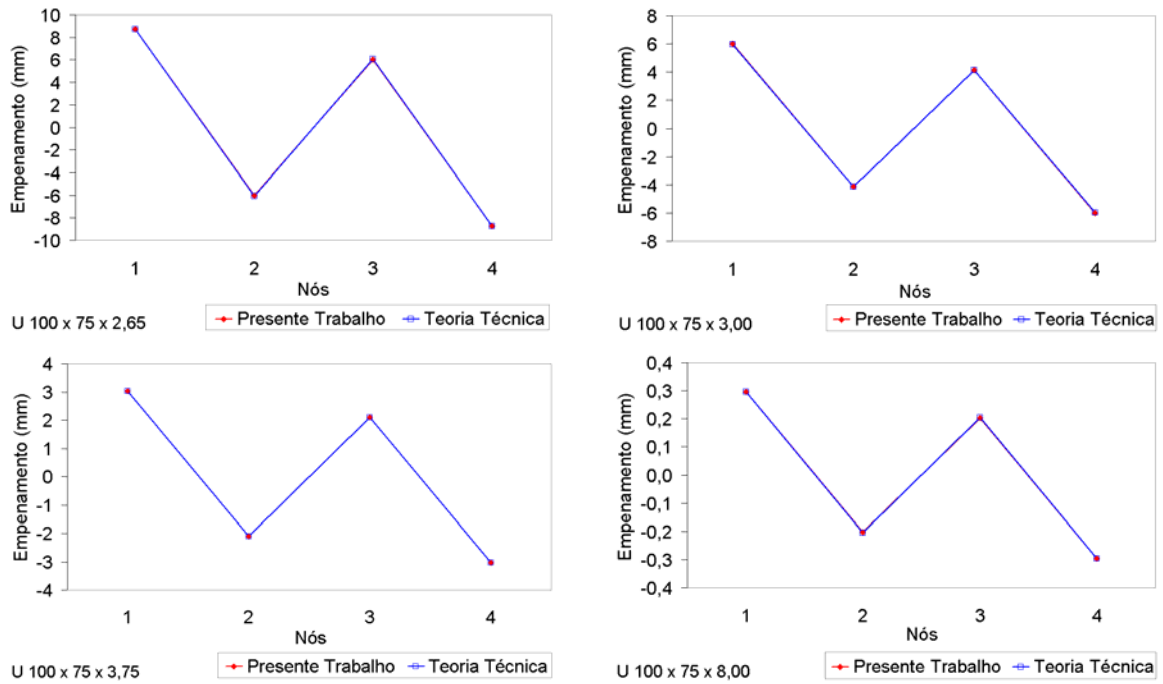 Empenamento (mm)
10
8
6
4
2
0
-2
-4
-6
-8
-10
1 2 3 4
Nós
U 100 x 75 x 2,65
Presente Trabalho Teoria Técnica
Empenamento (mm)
8
6
4
2
0
-2
-4
-6
-8
1 2 3 4
Nós
U 100 x 75 x 3,00
Presente Trabalho Teoria Técnica
Empenamento (mm)
4
3
2
1
0
-1
-2
-3
-4
1 2 3 4
Nós
U 100 x 75 x 3,75
Presente Trabalho Teoria Técnica
Empenamento (mm)
0,4
0,3
0,2
0,1
0,0
-0,1
-0,2
-0,3
-0,4
1 2 3 4
Nós
U 100 x 75 x 8,00
Presente Trabalho Teoria Técnica